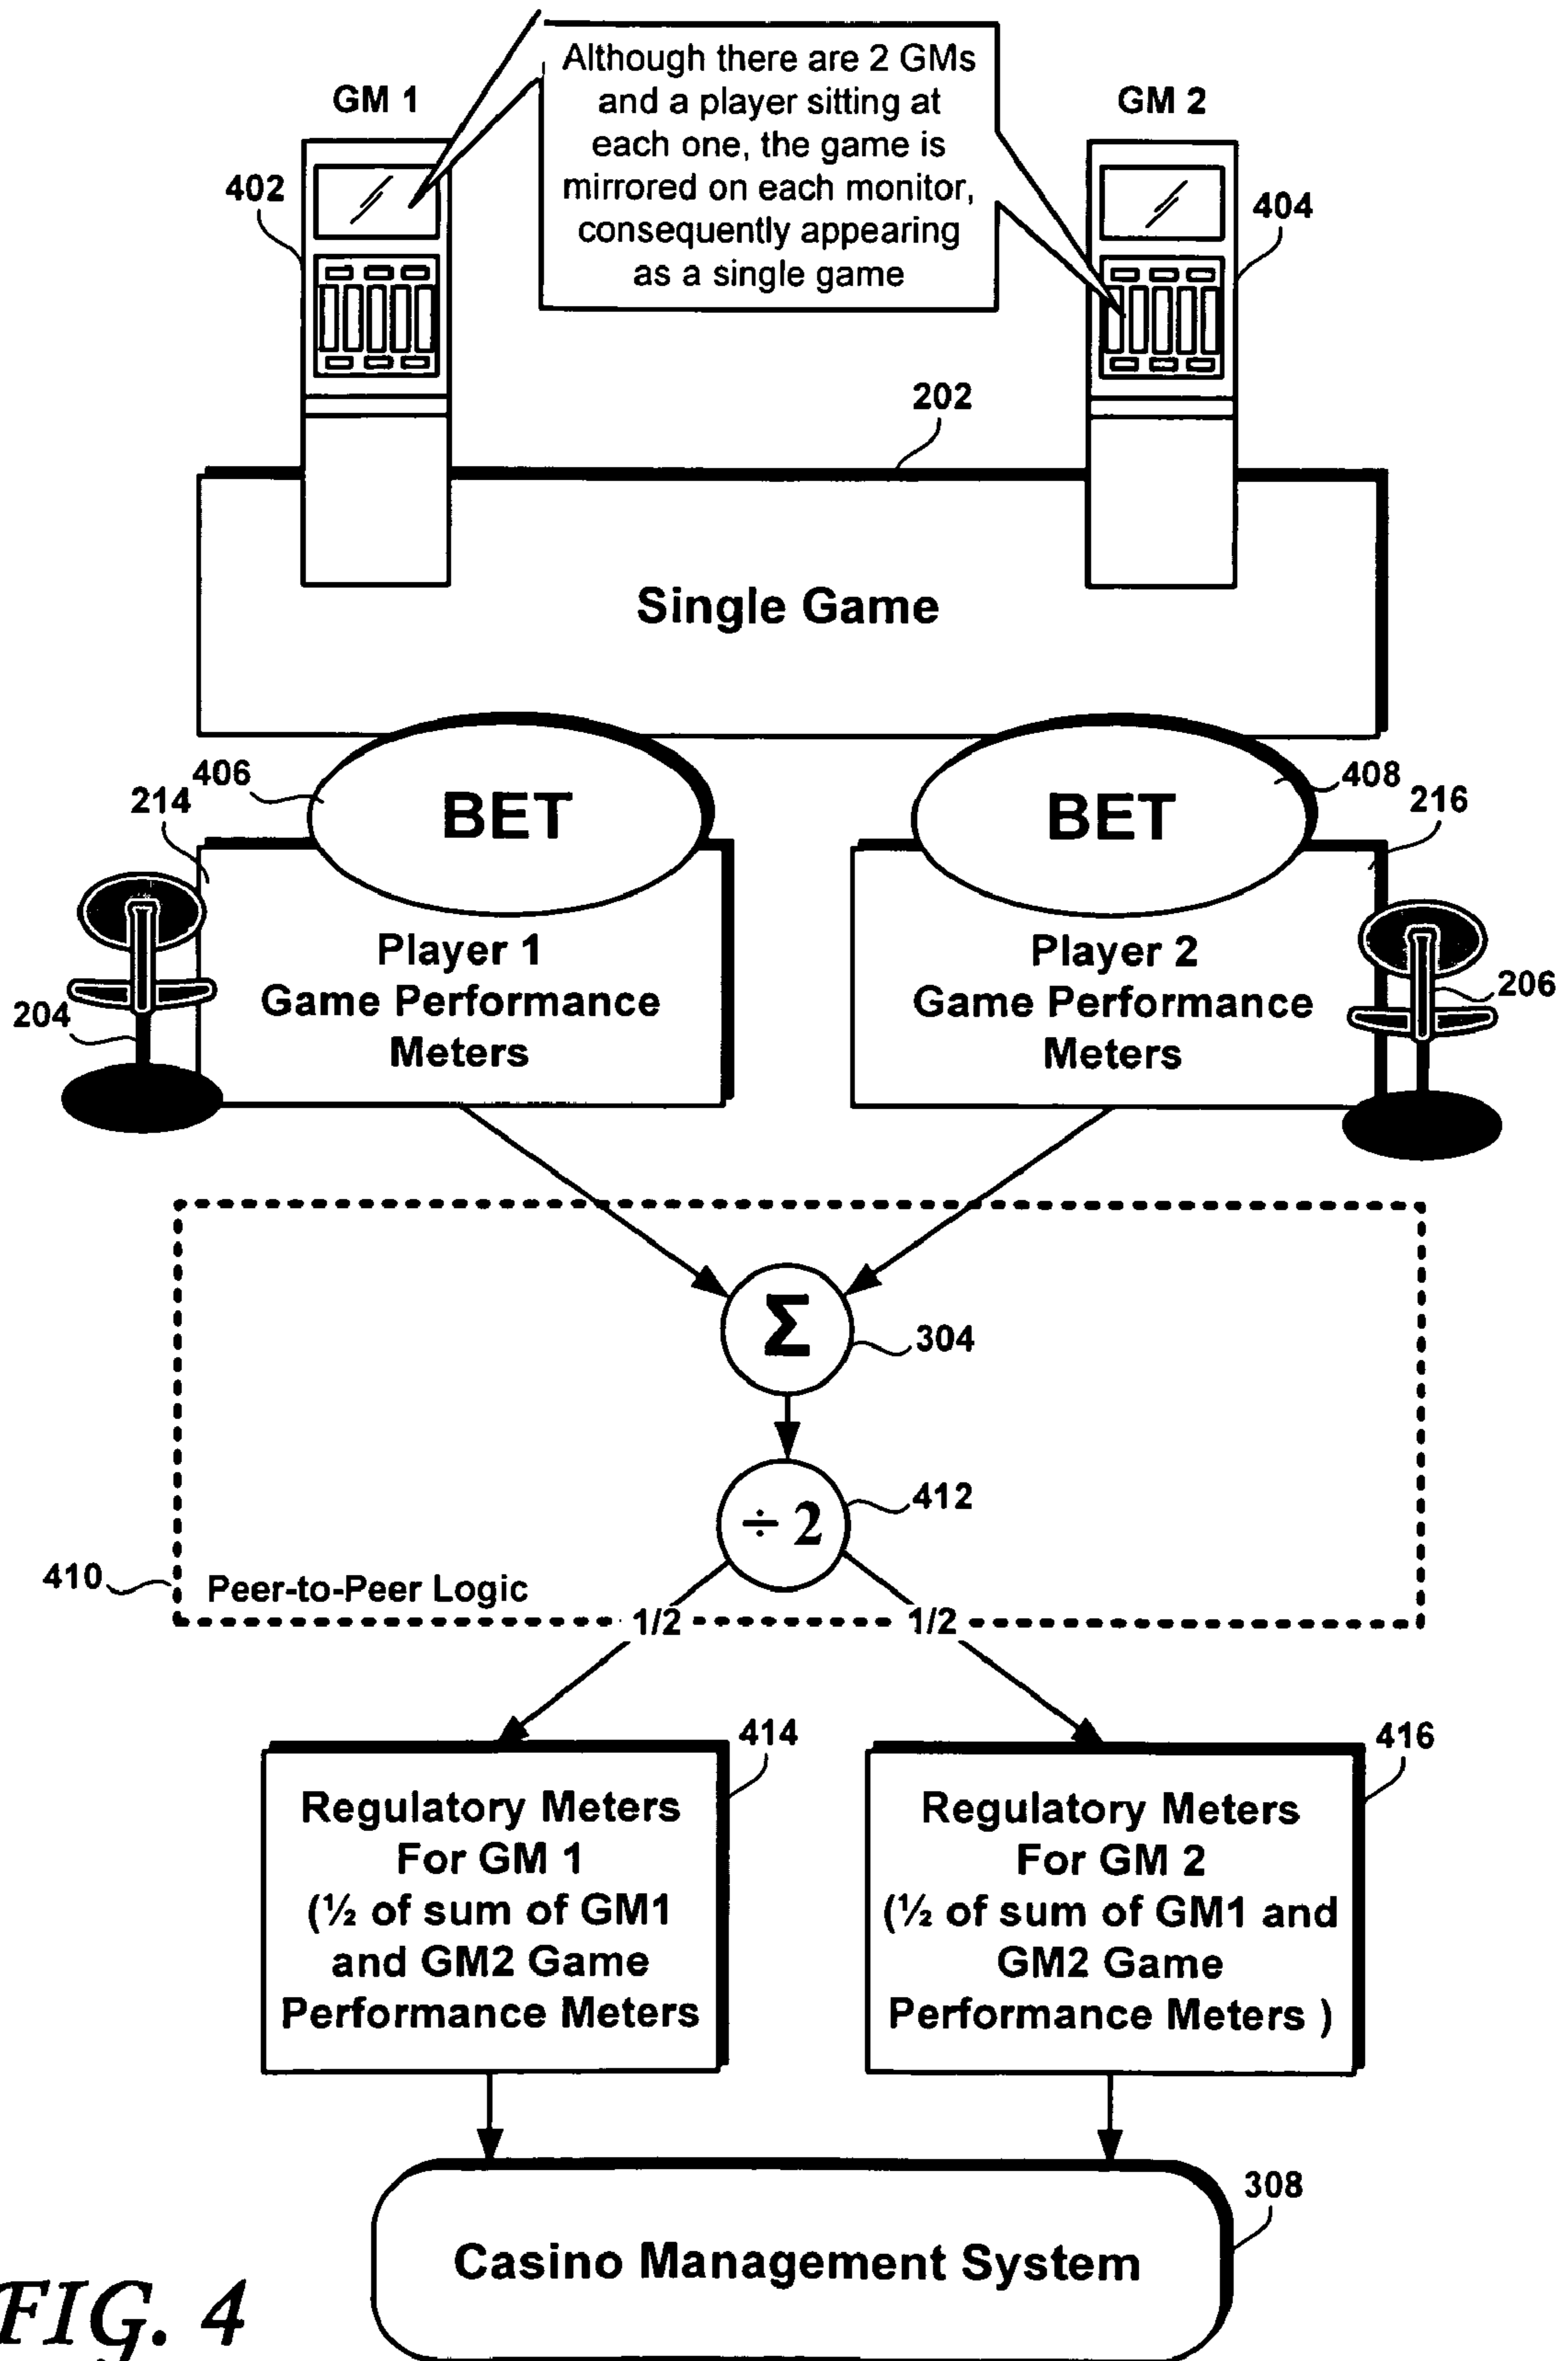 Although there are 2 GMs
and a player sitting at
each one, the game is
mirrored on each monitor,
consequently appearing
as a single game
GM 1
GM 2
402
404
202
Single Game
406
BET
BET
408
214
216
Player 1
Game Performance
Meters
Player 2
Game Performance
Meters
204
206
Σ
304
÷ 2
412
410
Peer-to-Peer Logic
1/2
1/2
414
416
Regulatory Meters
For GM 1
(½ of sum of GM1
and GM2 Game
Performance Meters
Regulatory Meters
For GM 2
(½ of sum of GM1 and
GM2 Game
Performance Meters )
308
Casino Management System
FIG. 4